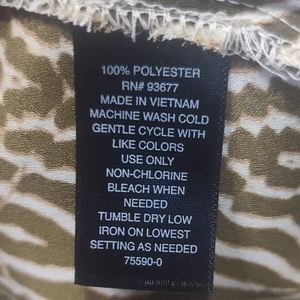 100% POLYESTER
RN# 93677
MADE IN VIETNAM
MACHINE WASH COLD
GENTLE CYCLE WITH
LIKE COLORS
USE ONLY
NON-CHLORINE
BLEACH WHEN
NEEDED
TUMBLE DRY LOW
IRON ON LOWEST
SETTING AS NEEDED
75590-0